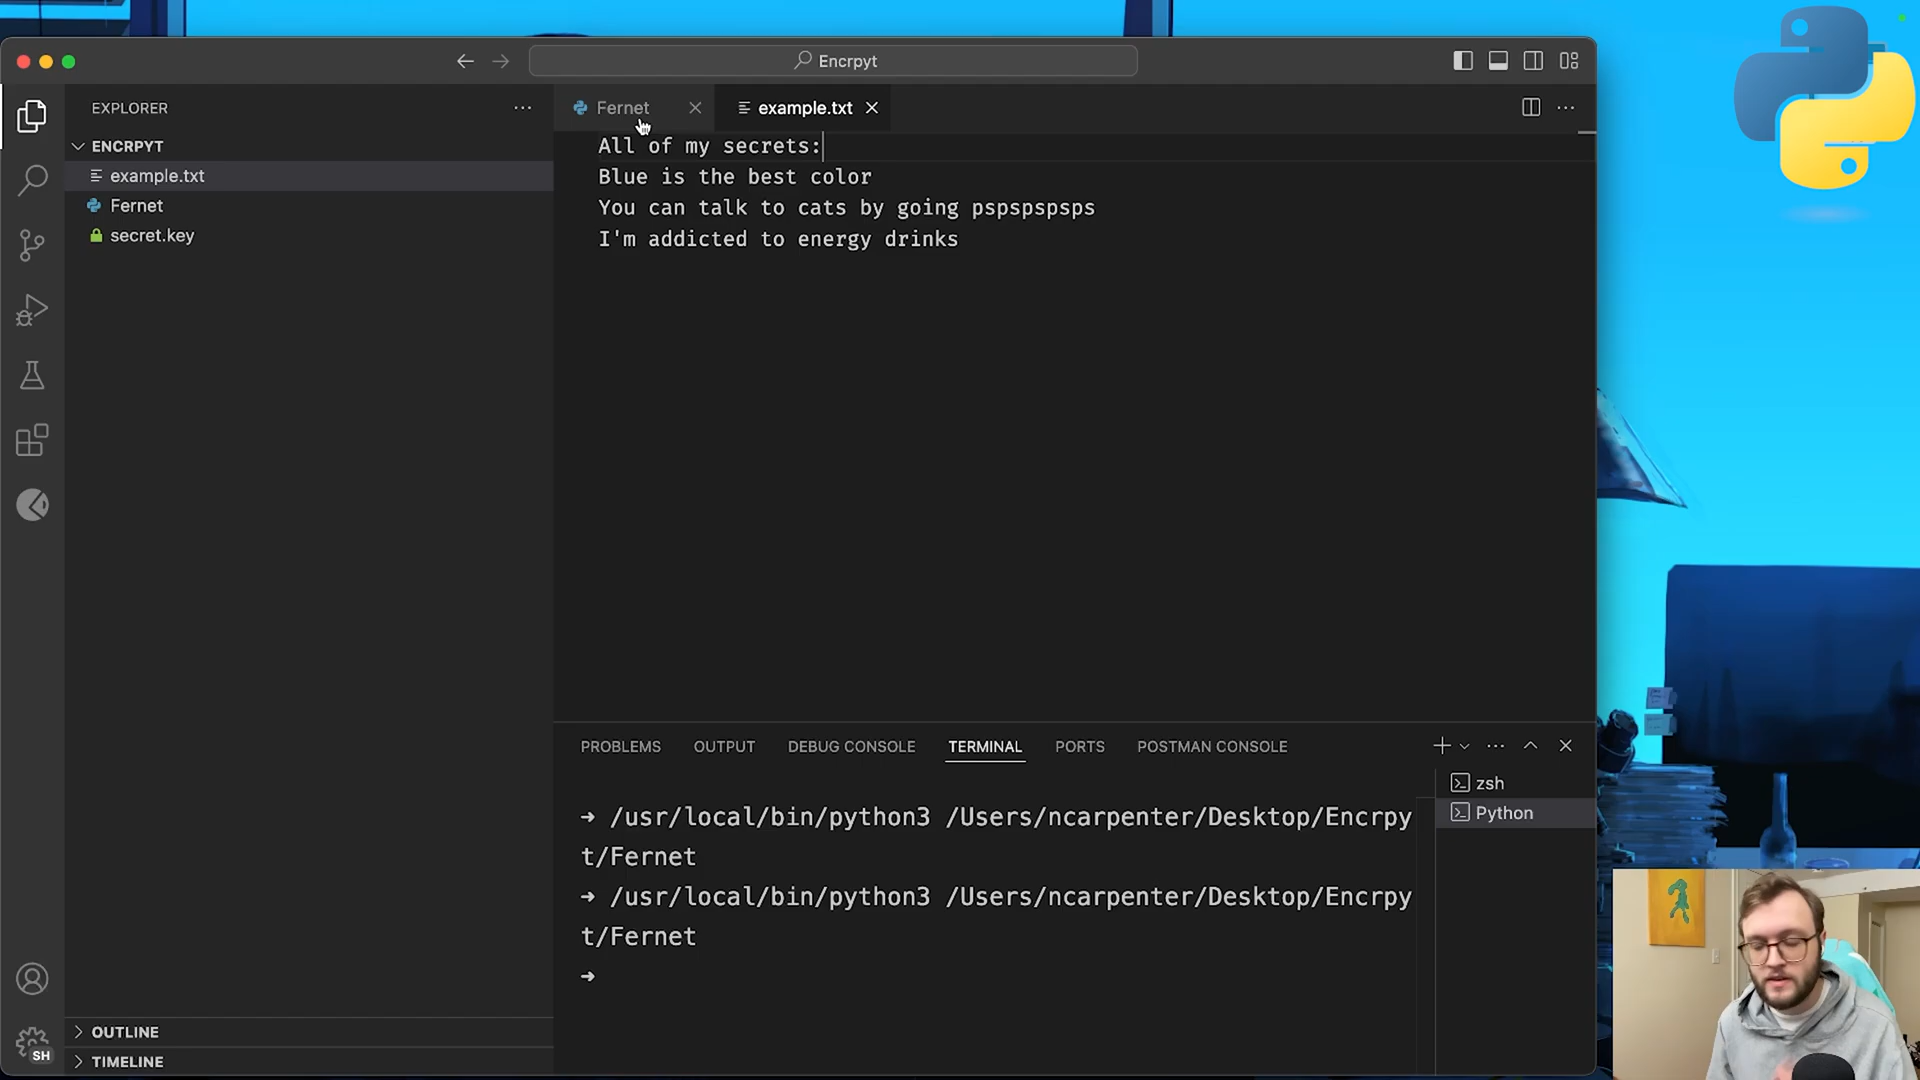 Encrpyt
EXPLORER
ENCRPYT
example.txt
Fernet
secret.key
OUTLINE
TIMELINE
SH
Fernet
example.txt
All of my secrets:
Blue is the best color
You can talk to cats by going pspspspsps
I'm addicted to energy drinks
PROBLEMS OUTPUT DEBUG CONSOLE TERMINAL PORTS POSTMAN CONSOLE
➜ /usr/local/bin/python3 /Users/ncarpenter/Desktop/Encrpy
t/Fernet
➜ /usr/local/bin/python3 /Users/ncarpenter/Desktop/Encrpy
t/Fernet
➜
zsh
Python